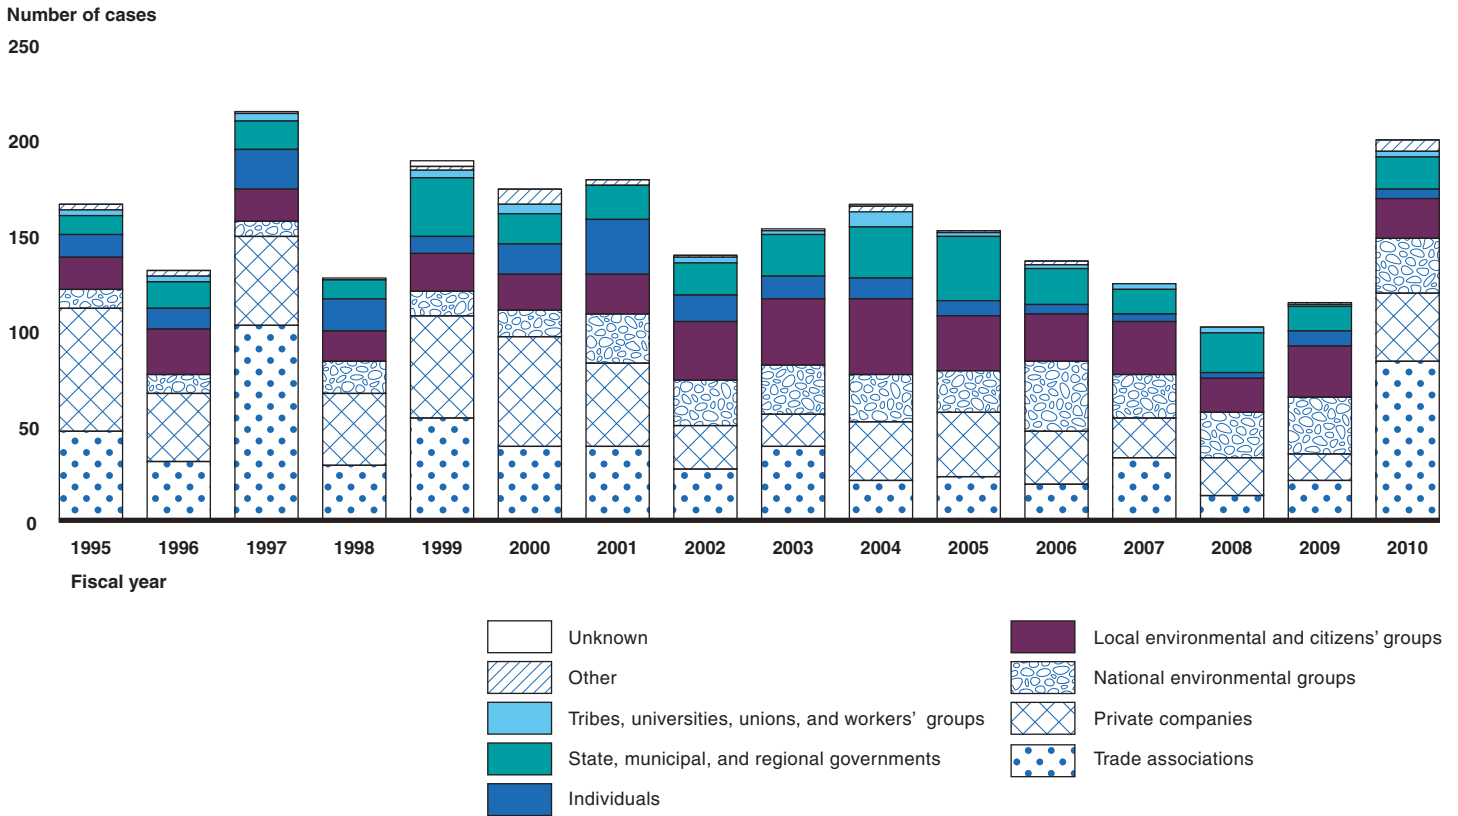 Number of cases
250
200
150
100
50
0
1995 1996 1997 1998 1999 2000 2001 2002 2003 2004 2005 2006 2007 2008 2009 2010
Fiscal year
Unknown
Other
Tribes, universities, unions, and workers’ groups
State, municipal, and regional governments
Individuals
Local environmental and citizens’ groups
National environmental groups
Private companies
Trade associations